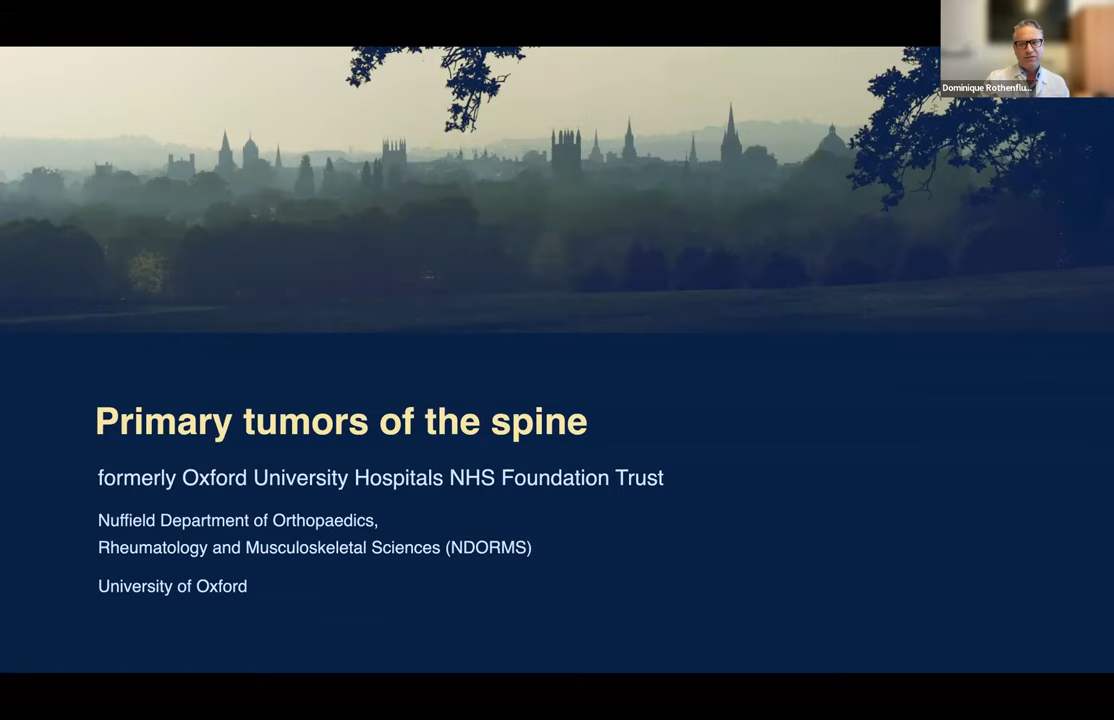 Dominique Rothenflu...
Primary tumors of the spine
formerly Oxford University Hospitals NHS Foundation Trust
Nuffield Department of Orthopaedics,
Rheumatology and Musculoskeletal Sciences (NDORMS)
University of Oxford